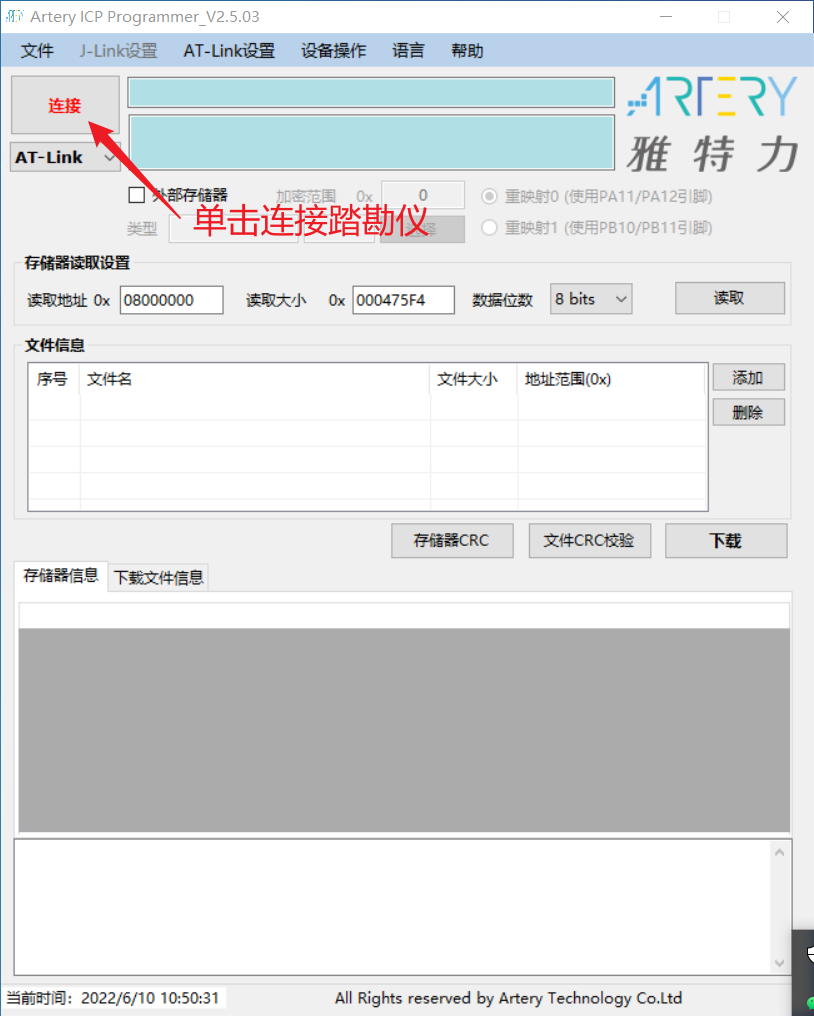 Artery ICP Programmer_V2.5.03
文件 J-Link设置 AT-Link设置 设备操作 语言 帮助
连接
ARTERY
雅特力
AT-Link
外部存储器 加密范围 0x 0 重映射0 (使用PA11/PA12引脚)
单击连接踏勘仪
类型 重映射1 (使用PB10/PB11引脚)
存储器读取设置
读取地址 0x 08000000 读取大小 0x 000475F4 数据位数 8 bits 读取
文件信息
序号 文件名 文件大小 地址范围(0x) 添加
删除
存储器CRC 文件CRC校验 下载
存储器信息 下载文件信息
当前时间: 2022/6/10 10:50:31 All Rights reserved by Artery Technology Co.Ltd